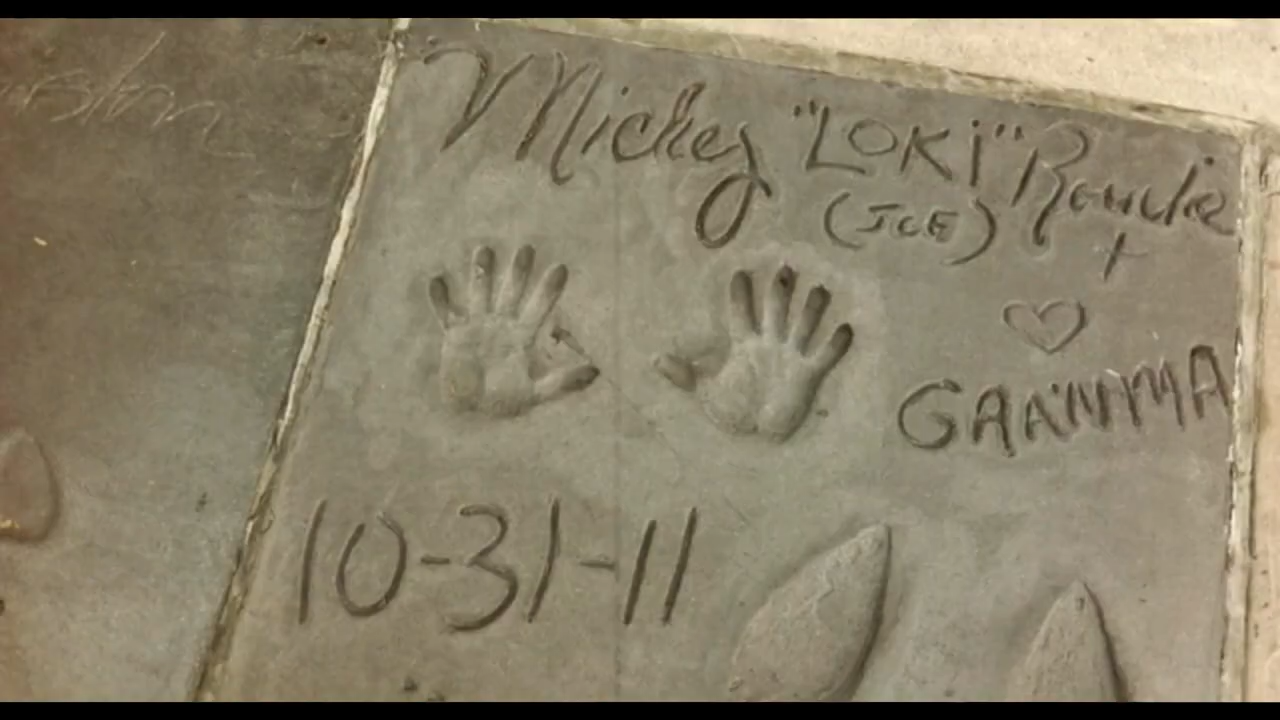 Mickey "LOKi" Rourke
(JOE) +
♡
GRAMMA
10-31-11